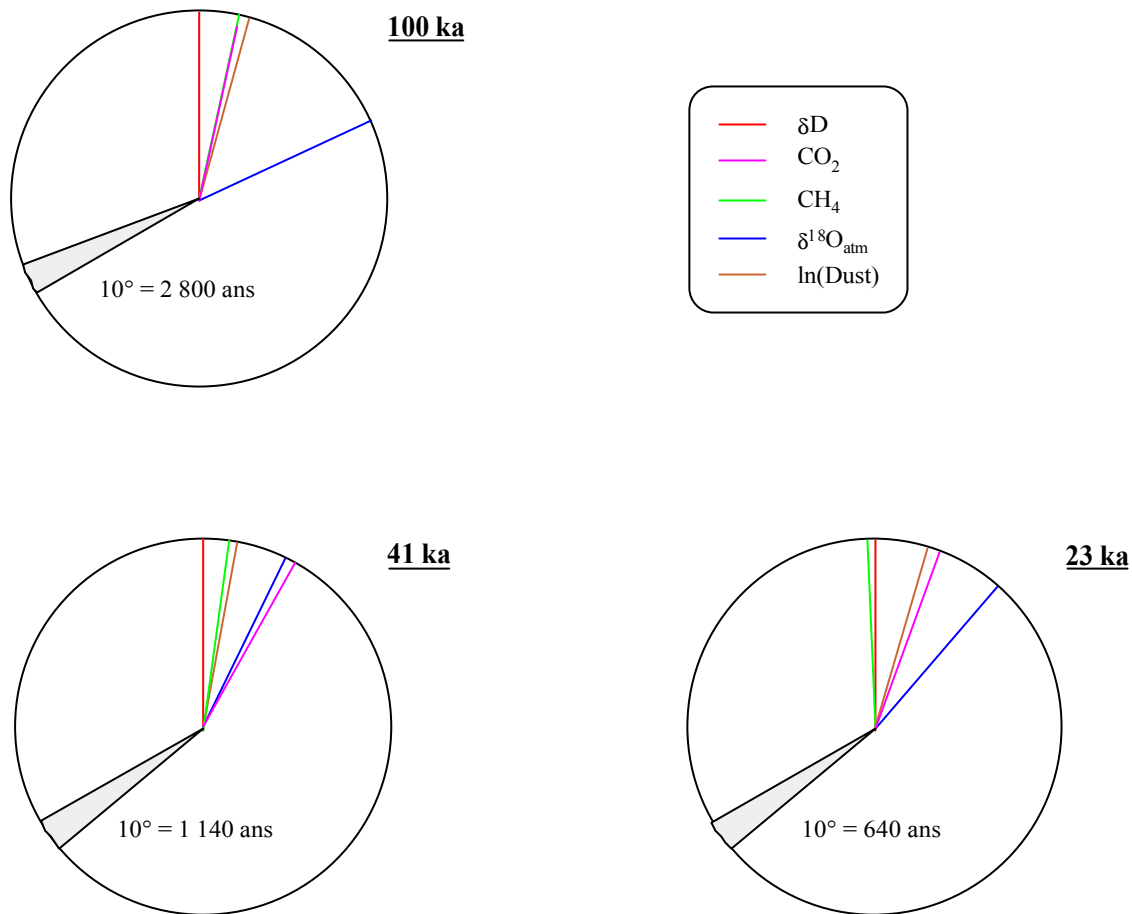 100 ka
δD
CO₂
CH₄
δ¹⁸Oₐₜₘ
ln(Dust)
10° = 2 800 ans
41 ka
23 ka
10° = 1 140 ans
10° = 640 ans